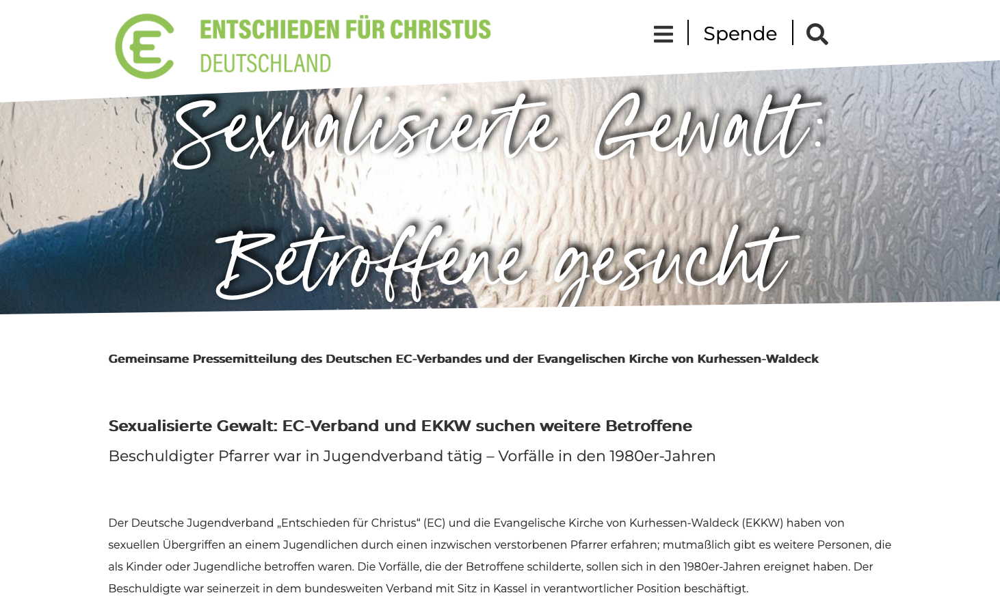 ENTSCHIEDEN FÜR CHRISTUS
DEUTSCHLAND
Spende
Sexualisierte Gewalt:
Betroffene gesucht
Gemeinsame Pressemitteilung des Deutschen EC-Verbandes und der Evangelischen Kirche von Kurhessen-Waldeck
Sexualisierte Gewalt: EC-Verband und EKKW suchen weitere Betroffene
Beschuldigter Pfarrer war in Jugendverband tätig – Vorfälle in den 1980er-Jahren
Der Deutsche Jugendverband „Entschieden für Christus“ (EC) und die Evangelische Kirche von Kurhessen-Waldeck (EKKW) haben von
sexuellen Übergriffen an einem Jugendlichen durch einen inzwischen verstorbenen Pfarrer erfahren; mutmaßlich gibt es weitere Personen, die
als Kinder oder Jugendliche betroffen waren. Die Vorfälle, die der Betroffene schilderte, sollen sich in den 1980er-Jahren ereignet haben. Der
Beschuldigte war seinerzeit in dem bundesweiten Verband mit Sitz in Kassel in verantwortlicher Position beschäftigt.